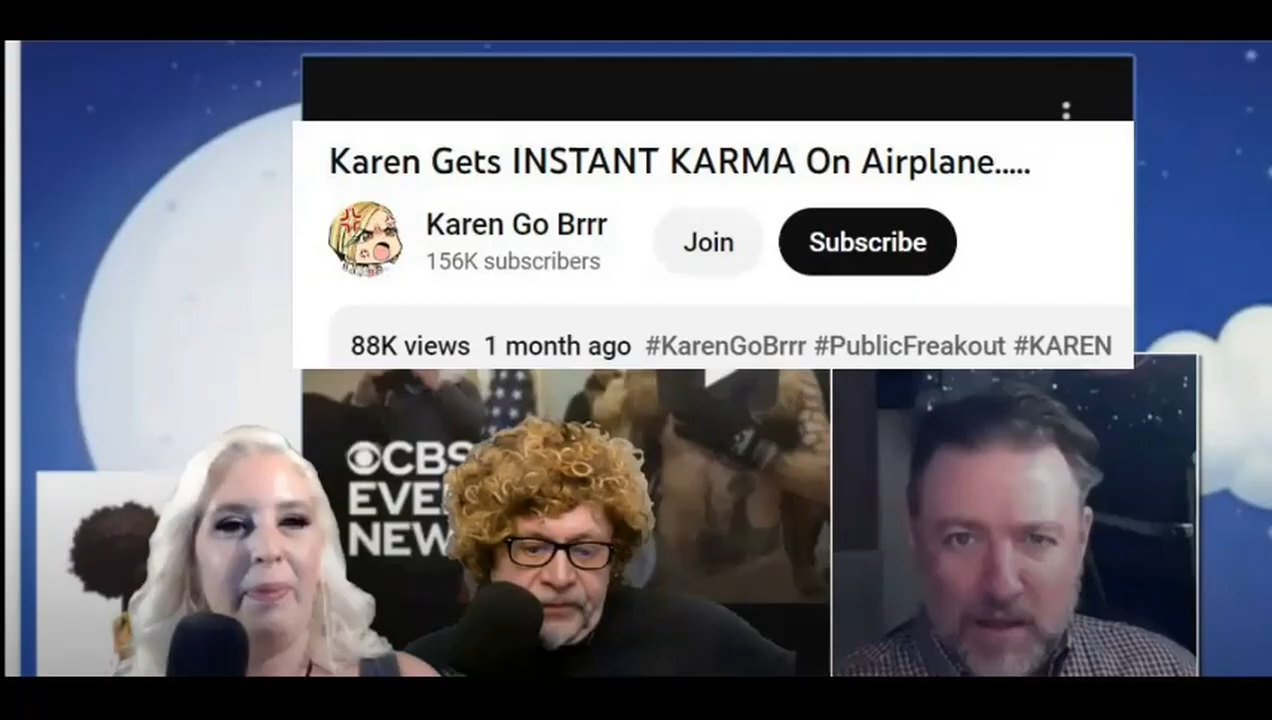 Karen Gets INSTANT KARMA On Airplane.....
Karen Go Brrr
156K subscribers
Join
Subscribe
88K views 1 month ago #KarenGoBrrr #PublicFreakout #KAREN
CBS
EVE
NEW